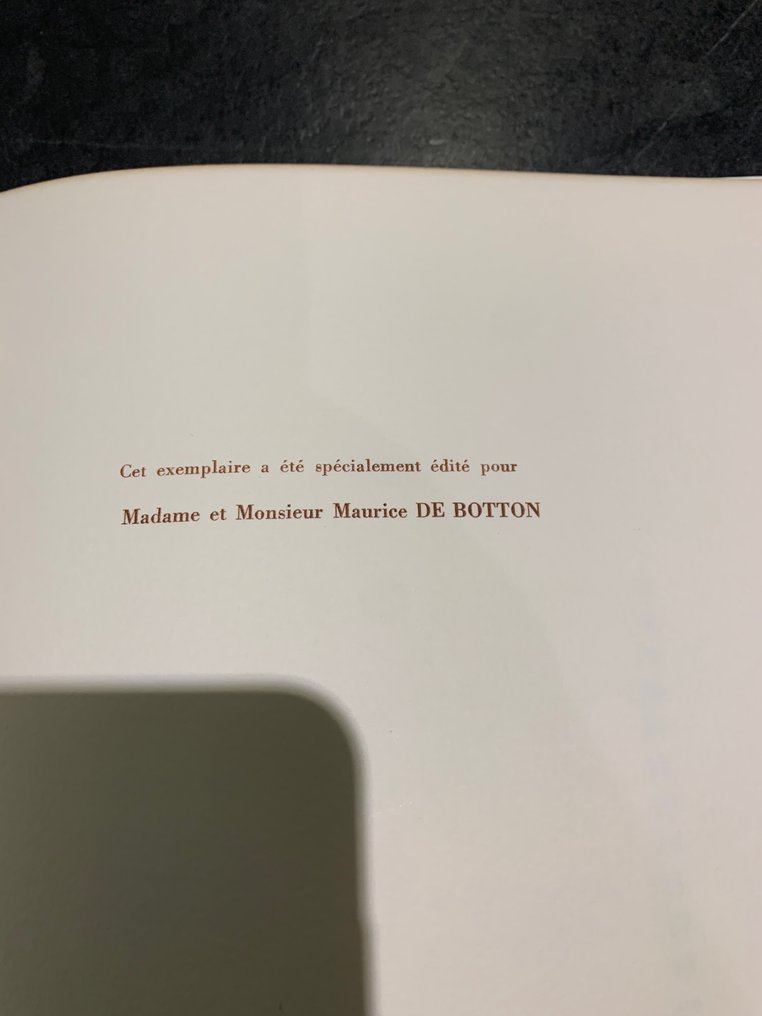 Cet exemplaire a été spécialement édité pour
Madame et Monsieur Maurice DE BOTTON